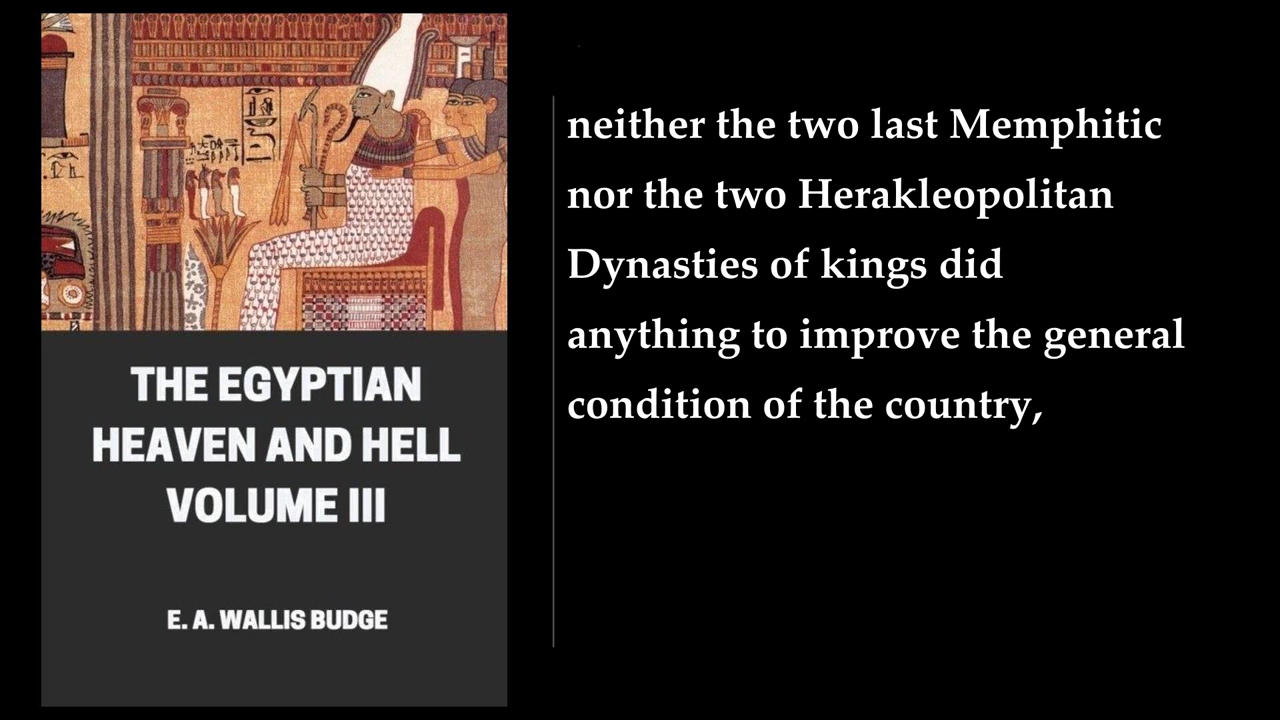 THE EGYPTIAN
HEAVEN AND HELL
VOLUME III
E. A. WALLIS BUDGE
neither the two last Memphitic
nor the two Herakleopolitan
Dynasties of kings did
anything to improve the general
condition of the country,